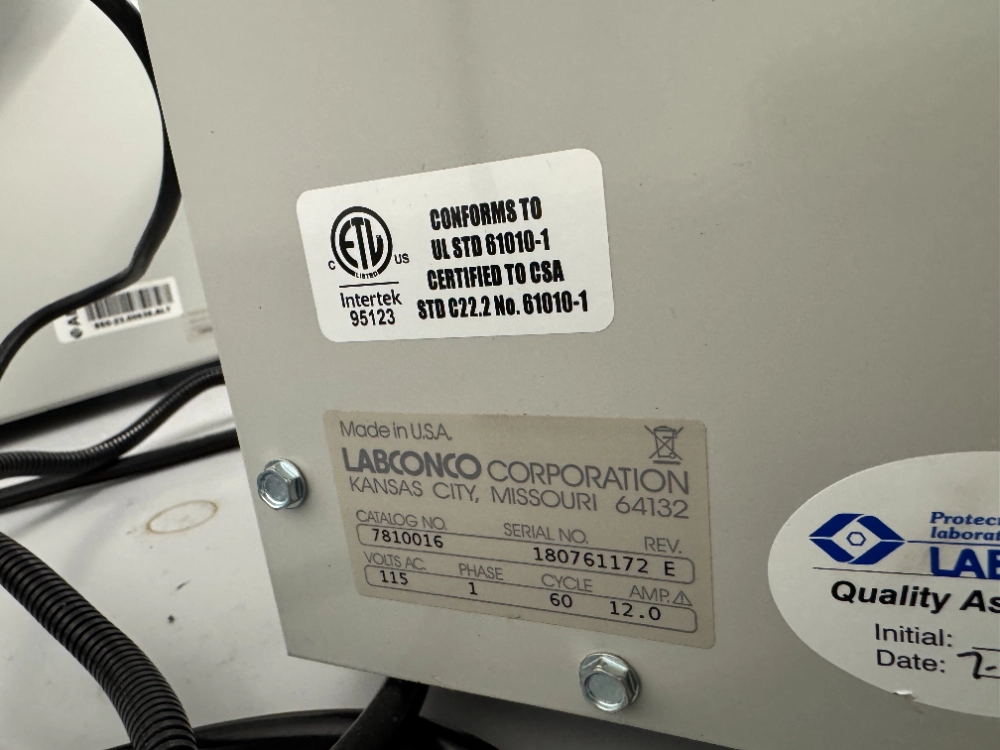 ETL
LISTED
C
US
Intertek
95123
CONFORMS TO
UL STD 61010-1
CERTIFIED TO CSA
STD C22.2 No. 61010-1
Made in U.S.A.
LABCONCO CORPORATION
KANSAS CITY, MISSOURI 64132
CATALOG NO. SERIAL NO. REV.
7810016 180761172 E
VOLTS AC. PHASE CYCLE AMP.
115 1 60 12.0
Quality
Initial:
Date: